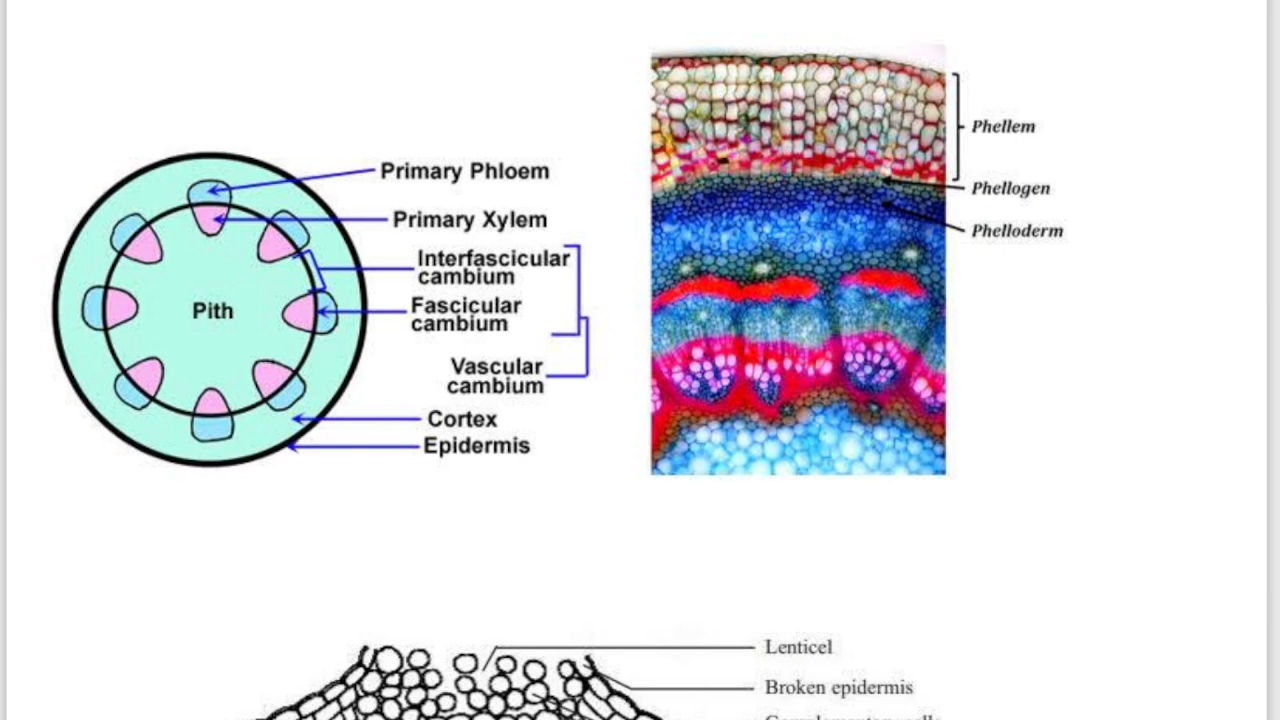 Primary Phloem
Primary Xylem
Interfascicular
cambium
Pith
Fascicular
cambium
Vascular
cambium
Cortex
Epidermis
Phellem
Phellogen
Phelloderm
Lenticel
Broken epidermis